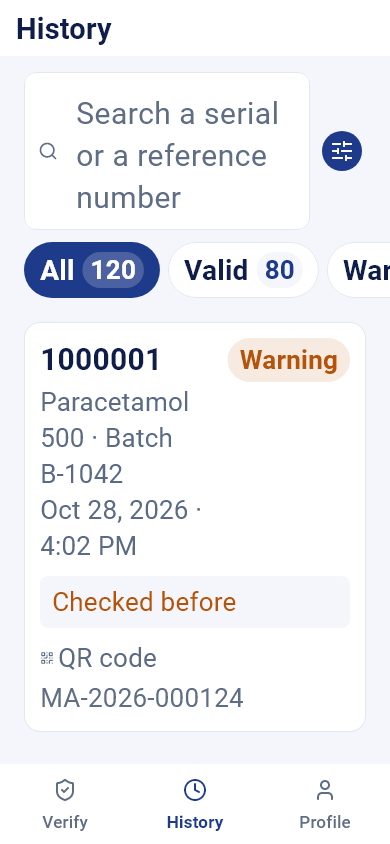 History
Search a serial
or a reference
number
All 120 Valid 80 War
1000001 Warning
Paracetamol
500 · Batch
B-1042
Oct 28, 2026 ·
4:02 PM
Checked before
QR code
MA-2026-000124
Verify History Profile